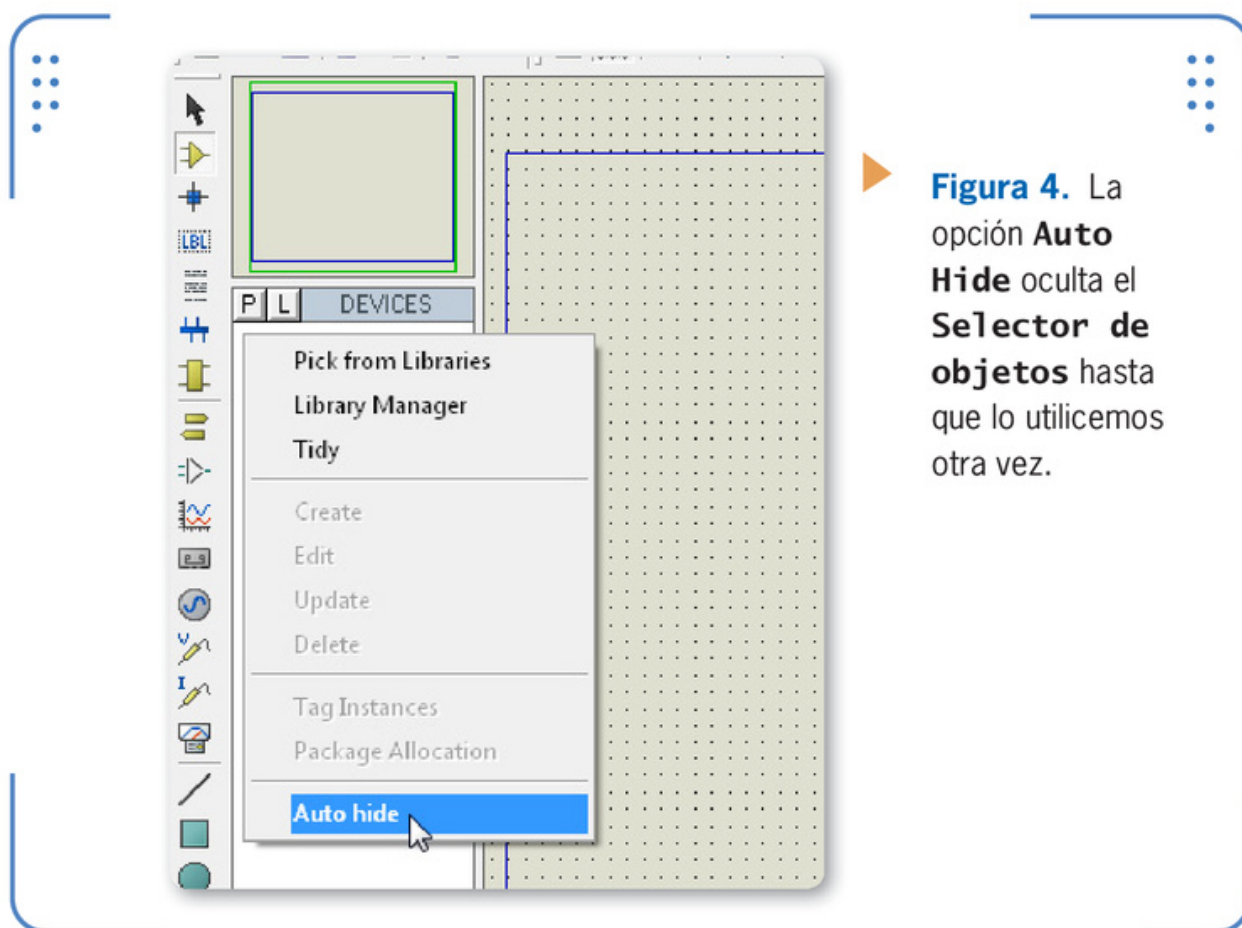 LBL
P L DEVICES
Pick from Libraries
Library Manager
Tidy
Create
Edit
Update
Delete
Tag Instances
Package Allocation
Auto hide
V
I
Figura 4. La
opción Auto
Hide oculta el
Selector de
objetos hasta
que lo utilicemos
otra vez.